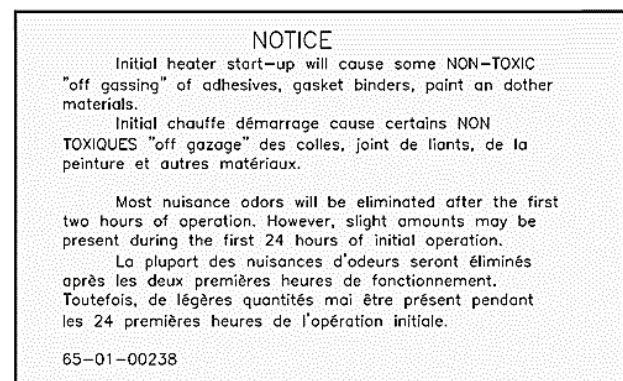 NOTICE
Initial heater start-up will cause some NON-TOXIC
"off gassing" of adhesives, gasket binders, paint an dother
materials.
Initial chauffe démarrage cause certains NON
TOXIQUES "off gazage" des colles, joint de liants, de la
peinture et autres matériaux.
Most nuisance odors will be eliminated after the first
two hours of operation. However, slight amounts may be
present during the first 24 hours of initial operation.
La plupart des nuisances d'odeurs seront éliminés
après les deux premières heures de fonctionnement.
Toutefois, de légères quantités mai être présent pendant
les 24 premières heures de l'opération initiale.
65-01-00238